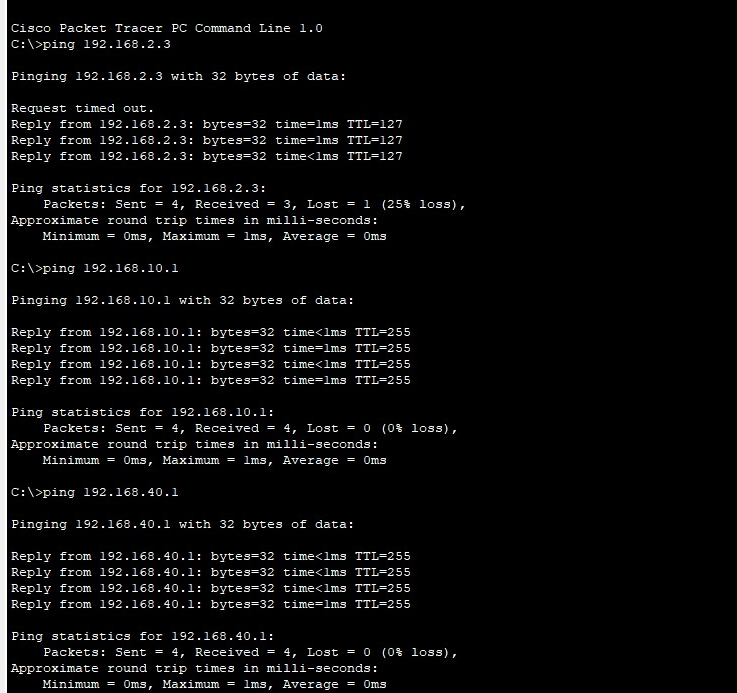 Cisco Packet Tracer PC Command Line 1.0
C:\>ping 192.168.2.3
Pinging 192.168.2.3 with 32 bytes of data:
Request timed out.
Reply from 192.168.2.3: bytes=32 time=1ms TTL=127
Reply from 192.168.2.3: bytes=32 time=1ms TTL=127
Reply from 192.168.2.3: bytes=32 time<1ms TTL=127
Ping statistics for 192.168.2.3:
    Packets: Sent = 4, Received = 3, Lost = 1 (25% loss),
Approximate round trip times in milli-seconds:
    Minimum = 0ms, Maximum = 1ms, Average = 0ms
C:\>ping 192.168.10.1
Pinging 192.168.10.1 with 32 bytes of data:
Reply from 192.168.10.1: bytes=32 time<1ms TTL=255
Reply from 192.168.10.1: bytes=32 time=1ms TTL=255
Reply from 192.168.10.1: bytes=32 time<1ms TTL=255
Reply from 192.168.10.1: bytes=32 time=1ms TTL=255
Ping statistics for 192.168.10.1:
    Packets: Sent = 4, Received = 4, Lost = 0 (0% loss),
Approximate round trip times in milli-seconds:
    Minimum = 0ms, Maximum = 1ms, Average = 0ms
C:\>ping 192.168.40.1
Pinging 192.168.40.1 with 32 bytes of data:
Reply from 192.168.40.1: bytes=32 time<1ms TTL=255
Reply from 192.168.40.1: bytes=32 time<1ms TTL=255
Reply from 192.168.40.1: bytes=32 time<1ms TTL=255
Reply from 192.168.40.1: bytes=32 time=1ms TTL=255
Ping statistics for 192.168.40.1:
    Packets: Sent = 4, Received = 4, Lost = 0 (0% loss),
Approximate round trip times in milli-seconds:
    Minimum = 0ms, Maximum = 1ms, Average = 0ms